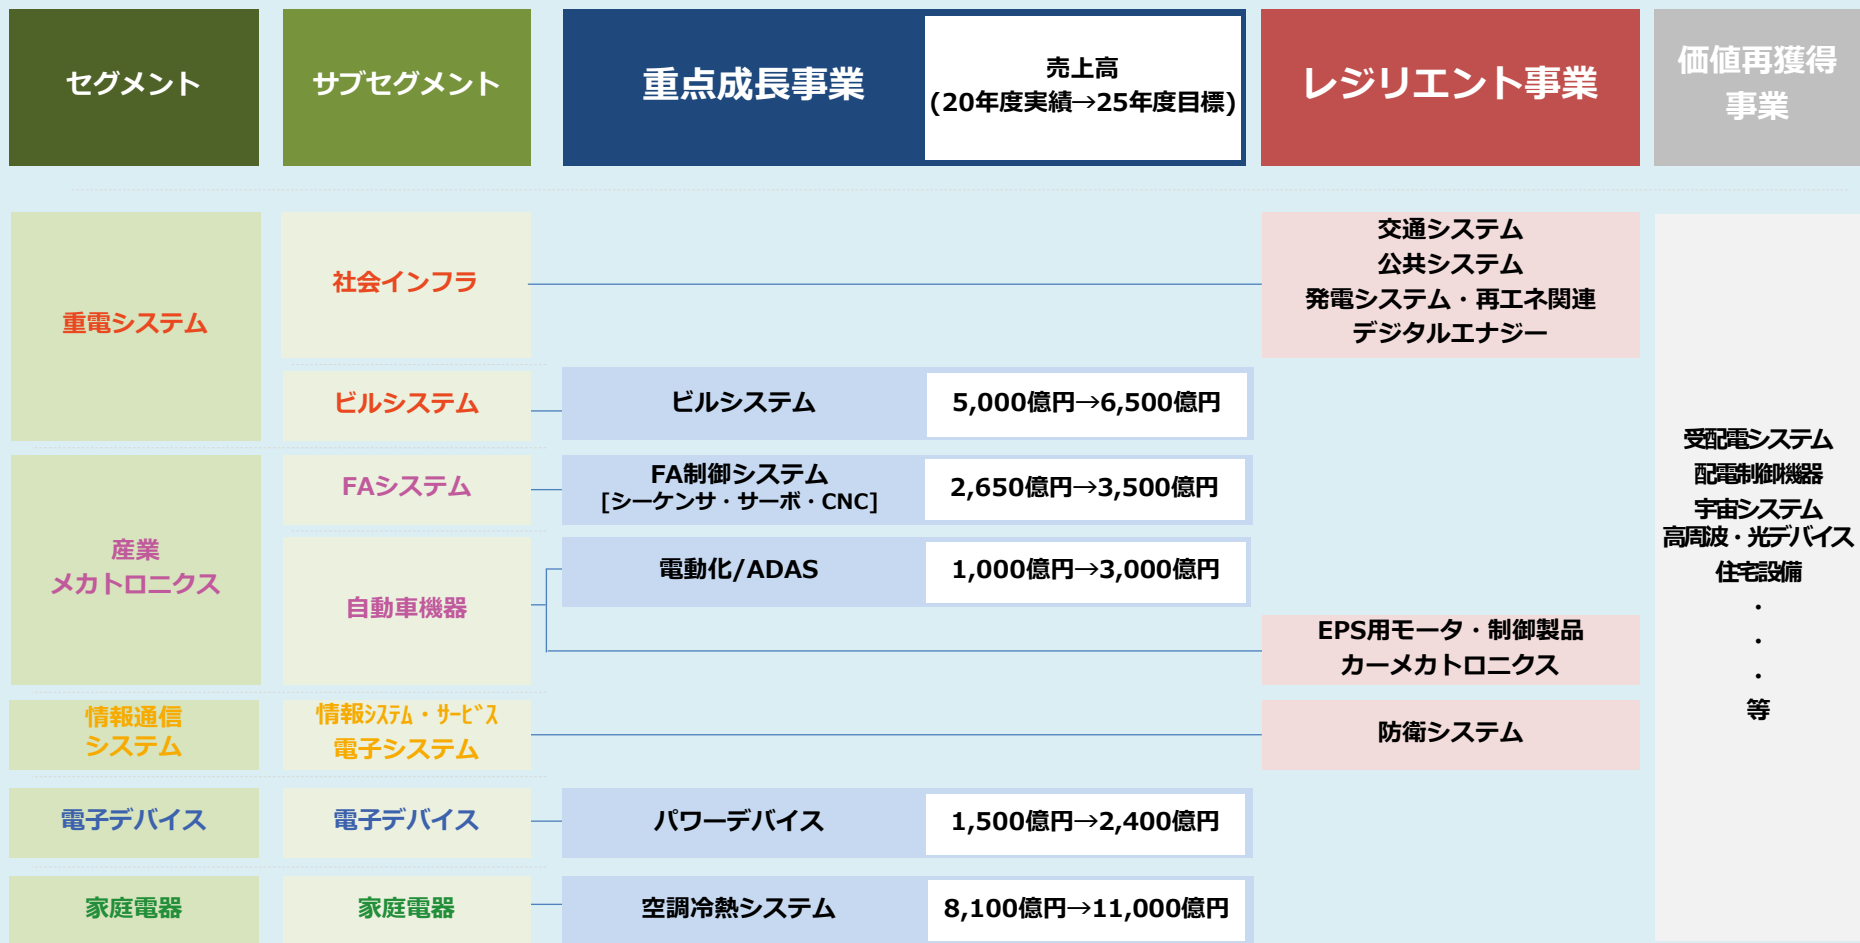 セグメント
サブセグメント
重点成長事業
売上高
(20年度実績→25年度目標)
レジリエント事業
価値再獲得
事業
重電システム
社会インフラ
交通システム
公共システム
発電システム・再エネ関連
デジタルエナジー
ビルシステム
ビルシステム
5,000億円→6,500億円
産業
メカトロニクス
FAシステム
FA制御システム
[シーケンサ・サーボ・CNC]
2,650億円→3,500億円
自動車機器
電動化/ADAS
1,000億円→3,000億円
EPS用モータ・制御製品
カーメカトロニクス
情報通信
システム
情報ｼｽﾃﾑ・ｻｰﾋﾞｽ
電子システム
防衛システム
電子デバイス
電子デバイス
パワーデバイス
1,500億円→2,400億円
家庭電器
家庭電器
空調冷熱システム
8,100億円→11,000億円
受配電システム
配電制御機器
宇宙システム
高周波・光デバイス
住宅設備
・
・
・
等